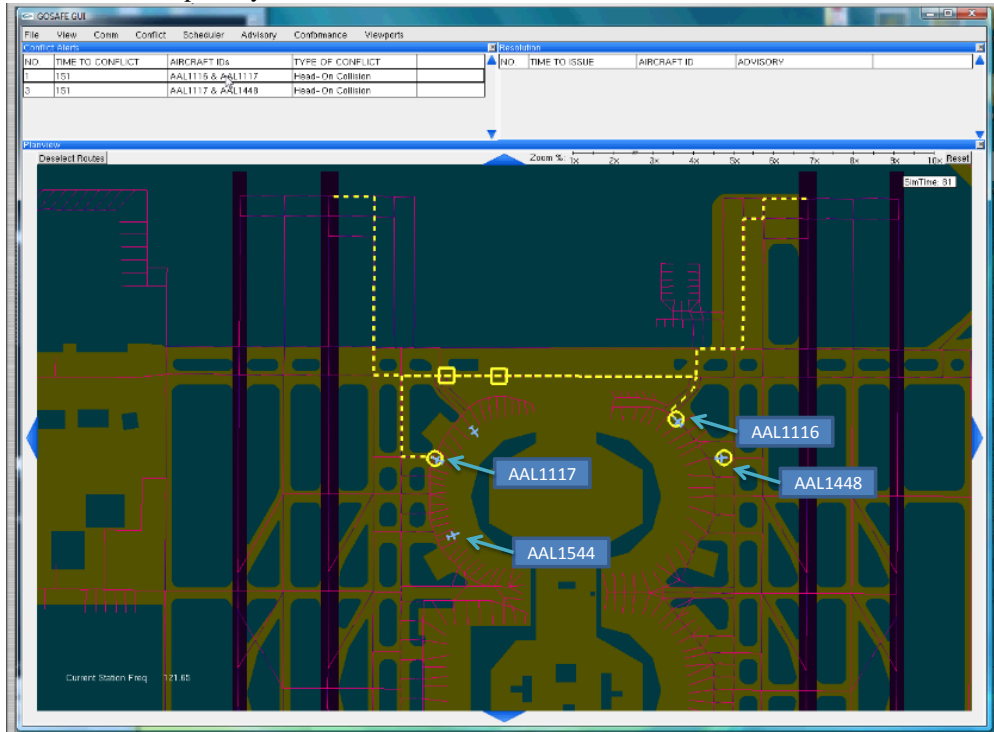 GOSAFE GUI
File View Comm Conflict Scheduler Advisory Confomance Viewports
Conflict Alerts
NO TIME TO CONFLICT AIRCRAFT IDs TYPE OF CONFLICT
1 151 AAL1116 & AAL1117 Head-On Collision
3 151 AAL1117 & AAL1448 Head-On Collision
Resolution
NO TIME TO ISSUE AIRCRAFT ID ADVISORY
Planview
Deselect Routes
Zoom %: 1x 2x 3x 4x 5x 6x 7x 8x 9x 10x Reset
SimTime: 81
AAL1116
AAL1117
AAL1448
AAL1544
Current Station Freq 121.65